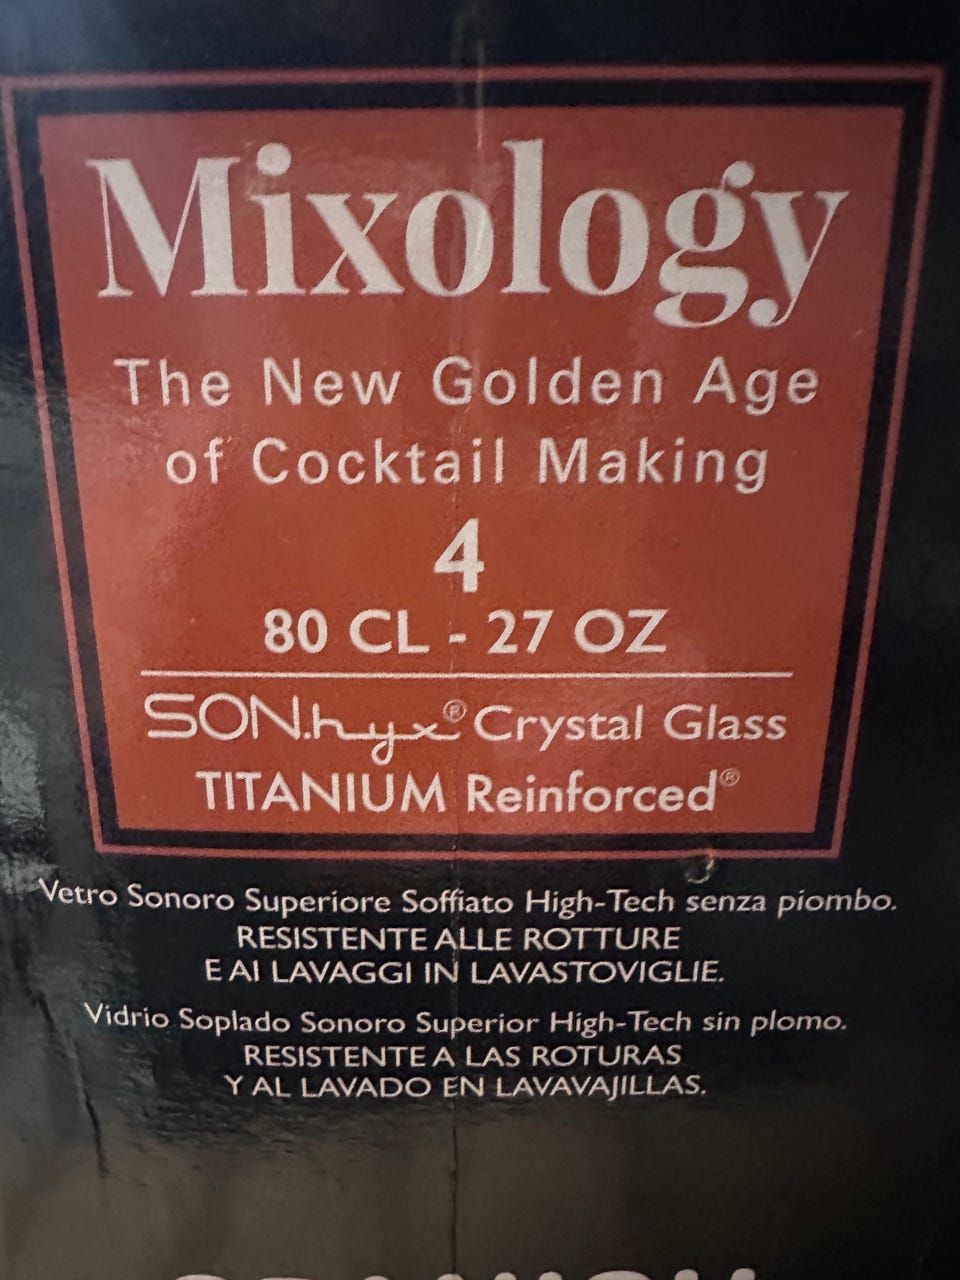 Mixology
The New Golden Age
of Cocktail Making
4
80 CL - 27 OZ
SON.hyx® Crystal Glass
TITANIUM Reinforced®
Vetro Sonoro Superiore Soffiato High-Tech senza piombo.
RESISTENTE ALLE ROTTURE
E AI LAVAGGI IN LAVASTOVIGLIE.
Vidrio Soplado Sonoro Superior High-Tech sin plomo.
RESISTENTE A LAS ROTURAS
Y AL LAVADO EN LAVAVAJILLAS.